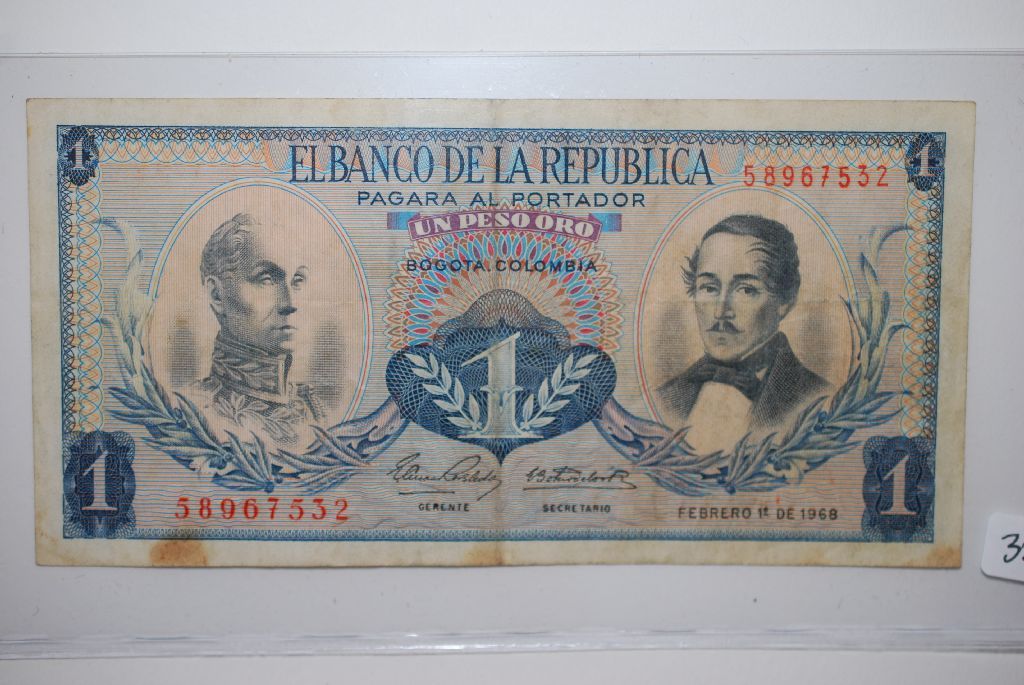 1 1
EL BANCO DE LA REPUBLICA
58967532
PAGARA AL PORTADOR
UN PESO ORO
BOGOTA.COLOMBIA
1
1 1
58967532
GERENTE SECRETARIO
FEBRERO 1º DE 1968